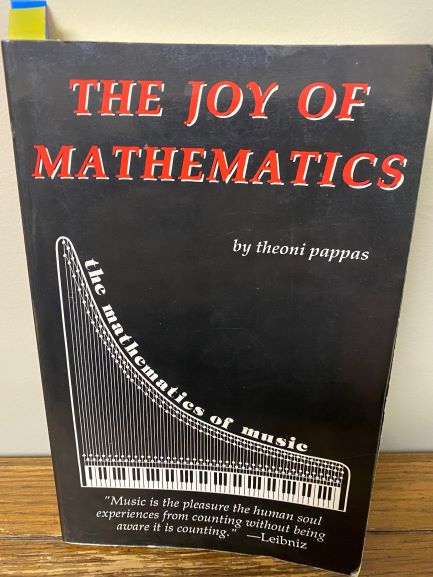 THE JOY OF
MATHEMATICS
by theoni pappas
the mathematics of music
"Music is the pleasure the human soul
experiences from counting without being
aware it is counting." —Leibniz